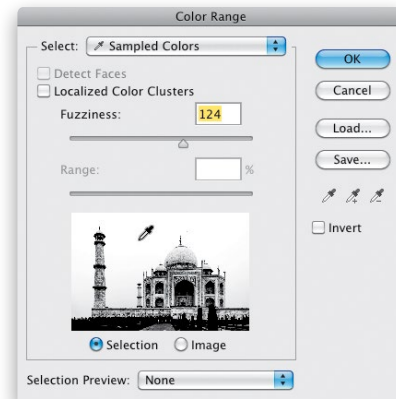 Color Range
Select: Sampled Colors
OK
Detect Faces
Localized Color Clusters
Cancel
Fuzziness: 124
Load...
Range: %
Save...
Invert
Selection Image
Selection Preview: None